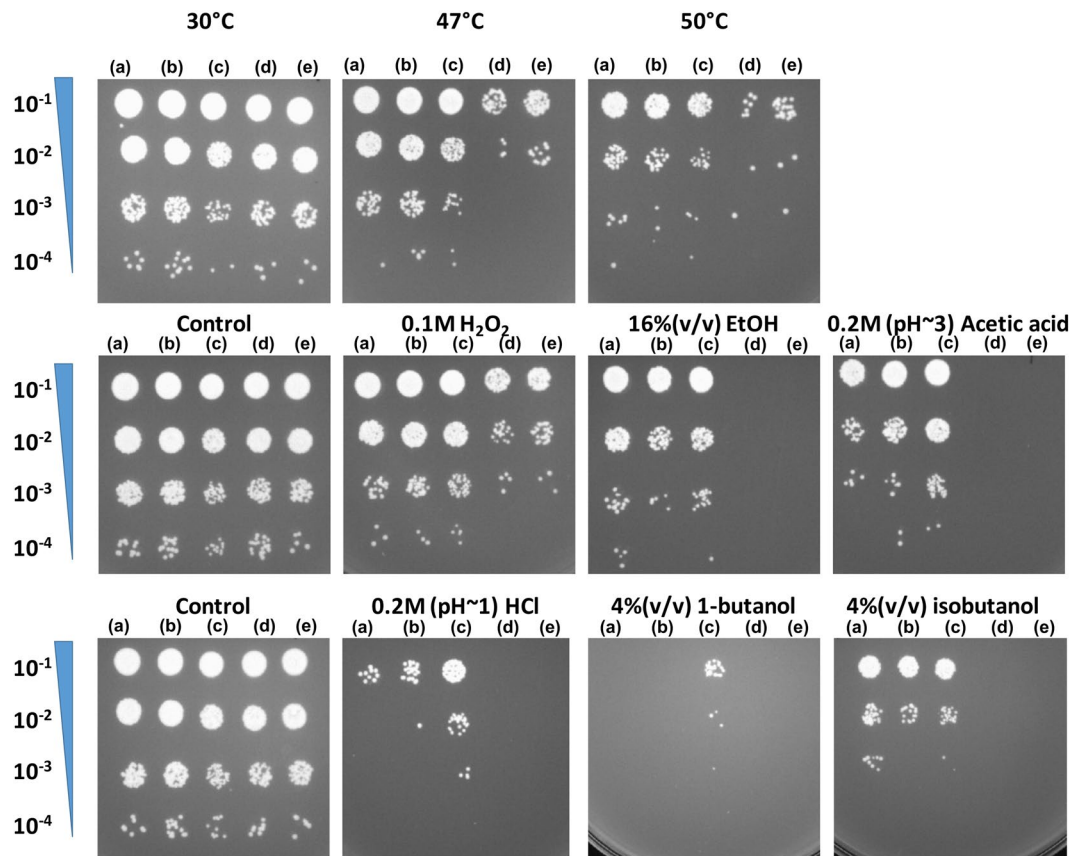 30°C 47°C 50°C
(a) (b) (c) (d) (e) (a) (b) (c) (d) (e) (a) (b) (c) (d) (e)
10-1
10-2
10-3
10-4
Control 0.1M H2O2 16%(v/v) EtOH 0.2M (pH~3) Acetic acid
(a) (b) (c) (d) (e) (a) (b) (c) (d) (e) (a) (b) (c) (d) (e) (a) (b) (c) (d) (e)
10-1
10-2
10-3
10-4
Control 0.2M (pH~1) HCl 4%(v/v) 1-butanol 4%(v/v) isobutanol
(a) (b) (c) (d) (e) (a) (b) (c) (d) (e) (a) (b) (c) (d) (e) (a) (b) (c) (d) (e)
10-1
10-2
10-3
10-4